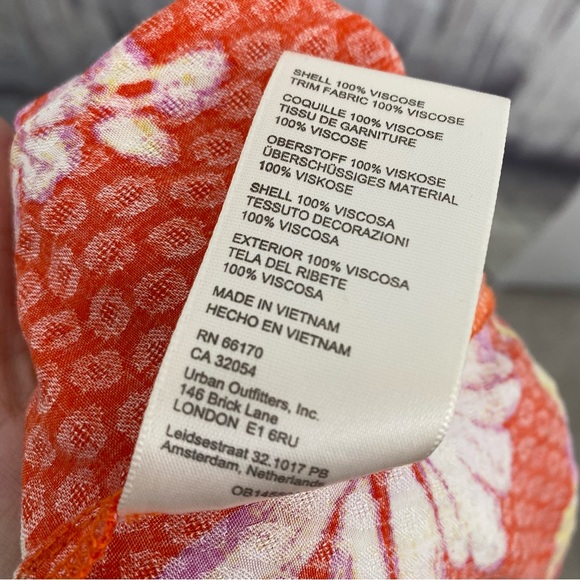 SHELL 100% VISCOSE
TRIM FABRIC 100% VISCOSE
COQUILLE 100% VISCOSE
TISSU DE GARNITURE
100% VISCOSE
OBERSTOFF 100% VISKOSE
ÜBERSCHÜSSIGES MATERIAL
100% VISKOSE
SHELL 100% VISCOSA
TESSUTO DECORAZIONI
100% VISCOSA
EXTERIOR 100% VISCOSA
TELA DEL RIBETE
100% VISCOSA
MADE IN VIETNAM
HECHO EN VIETNAM
RN 66170
CA 32054
Urban Outfitters, Inc.
146 Brick Lane
LONDON E1 6RU
Leidsestraat 32.1017 PB
Amsterdam, Netherlands